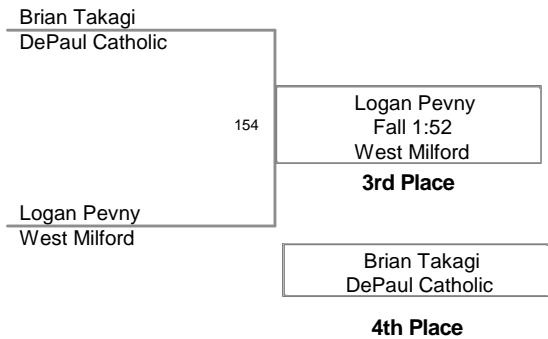 Brian Takagi
DePaul Catholic
154
Logan Pevny
Fall 1:52
West Milford
3rd Place
Logan Pevny
West Milford
Brian Takagi
DePaul Catholic
4th Place